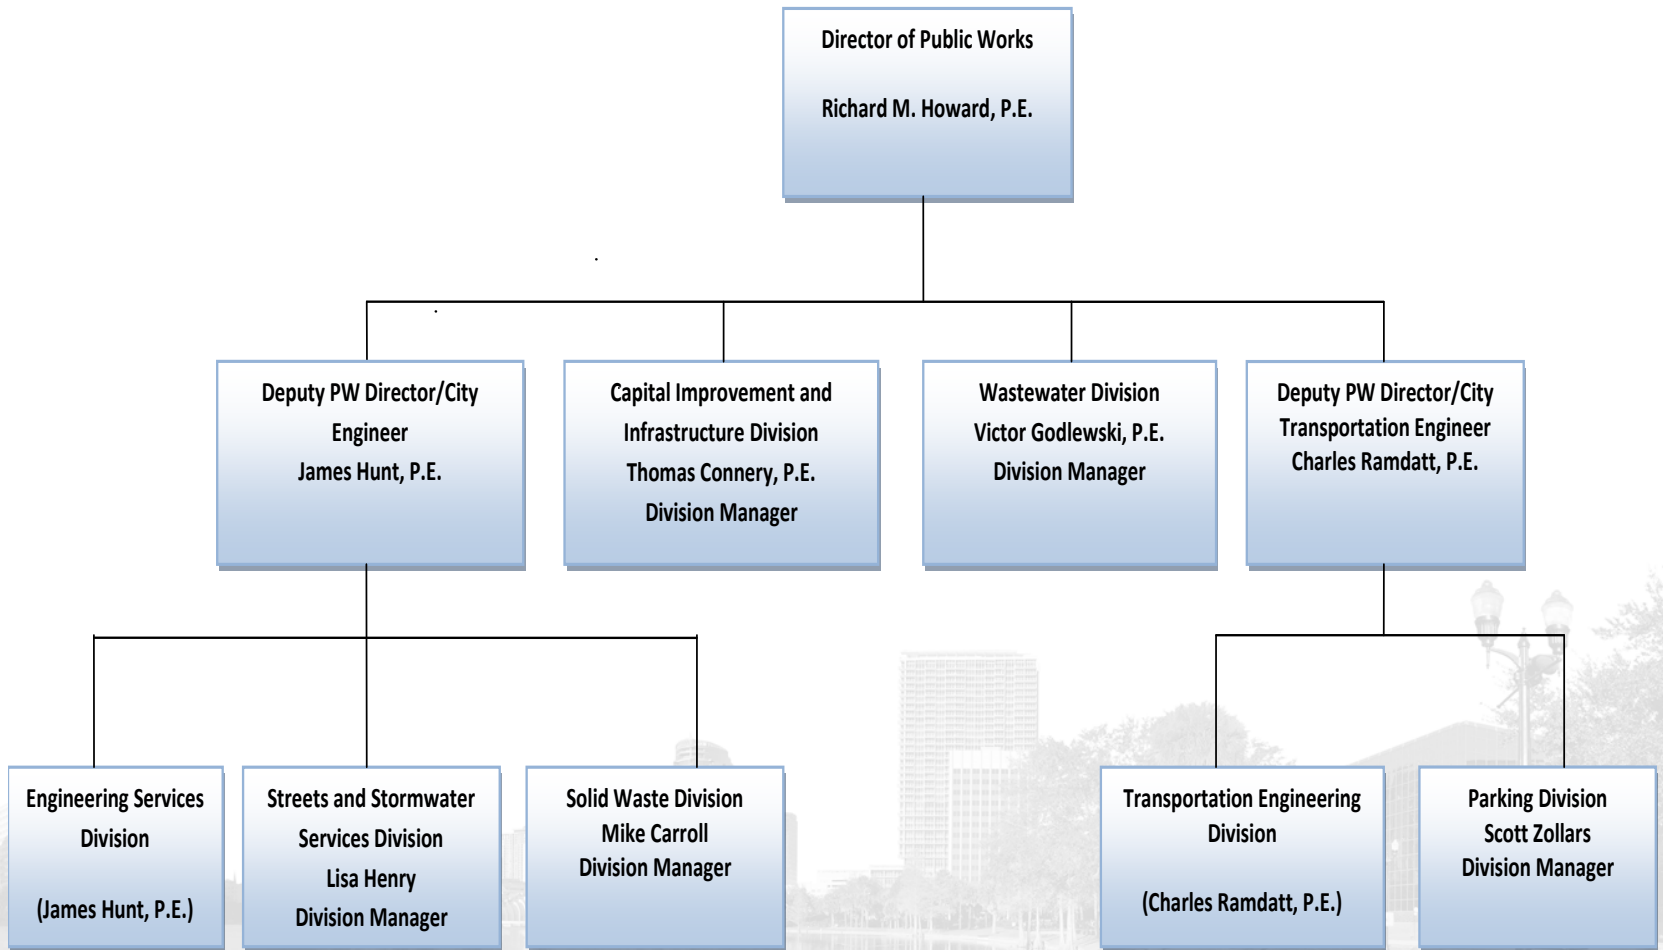 Director of Public Works
Richard M. Howard, P.E.
Deputy PW Director/City
Engineer
James Hunt, P.E.
Capital Improvement and
Infrastructure Division
Thomas Connery, P.E.
Division Manager
Wastewater Division
Victor Godlewski, P.E.
Division Manager
Deputy PW Director/City
Transportation Engineer
Charles Ramdatt, P.E.
Engineering Services
Division
(James Hunt, P.E.)
Streets and Stormwater
Services Division
Lisa Henry
Division Manager
Solid Waste Division
Mike Carroll
Division Manager
Transportation Engineering
Division
(Charles Ramdatt, P.E.)
Parking Division
Scott Zollars
Division Manager